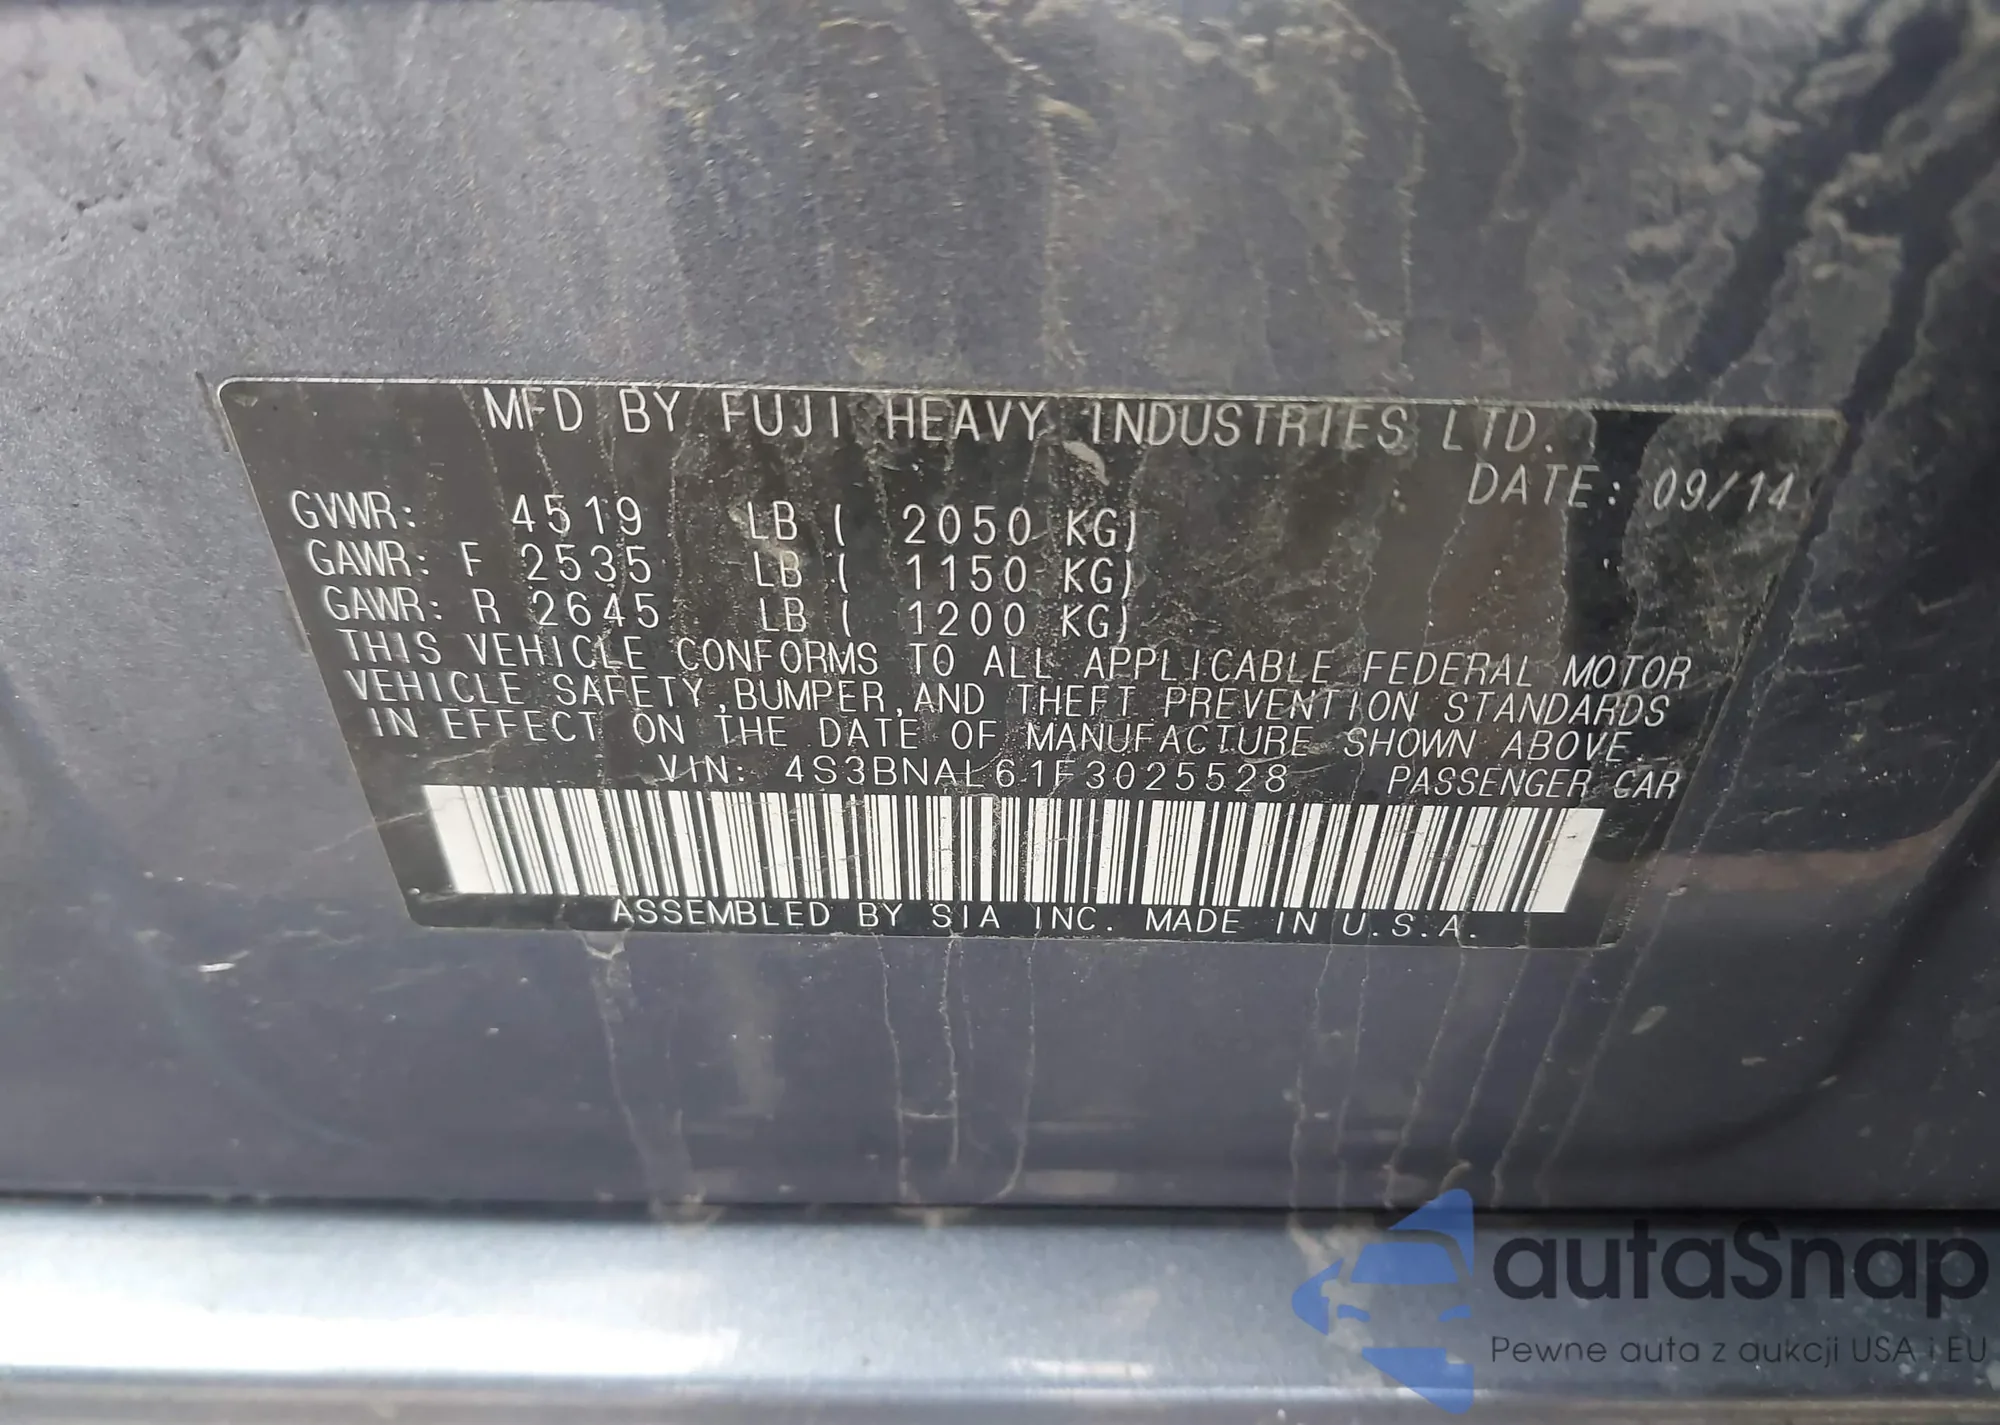 MFD BY FUJI HEAVY INDUSTRIES LTD.
DATE: 09/14
GVWR: 4519 LB ( 2050 KG)
GAWR: F 2535 LB ( 1150 KG)
GAWR: R 2645 LB ( 1200 KG)
THIS VEHICLE CONFORMS TO ALL APPLICABLE FEDERAL MOTOR
VEHICLE SAFETY,BUMPER,AND THEFT PREVENTION STANDARDS
IN EFFECT ON THE DATE OF MANUFACTURE SHOWN ABOVE
VIN: 4S3BNAL61F3025528 PASSENGER CAR
ASSEMBLED BY SIA INC. MADE IN U.S.A.
autaSnap
Pewne auta z aukcji USA i EU